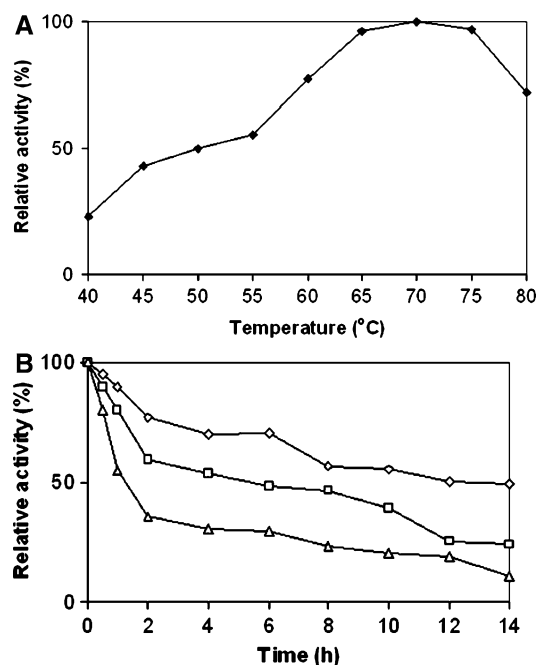 A
Relative activity (%)
100
50
0
40 45 50 55 60 65 70 75 80
Temperature (°C)
B
Relative activity (%)
100
50
0
0 2 4 6 8 10 12 14
Time (h)